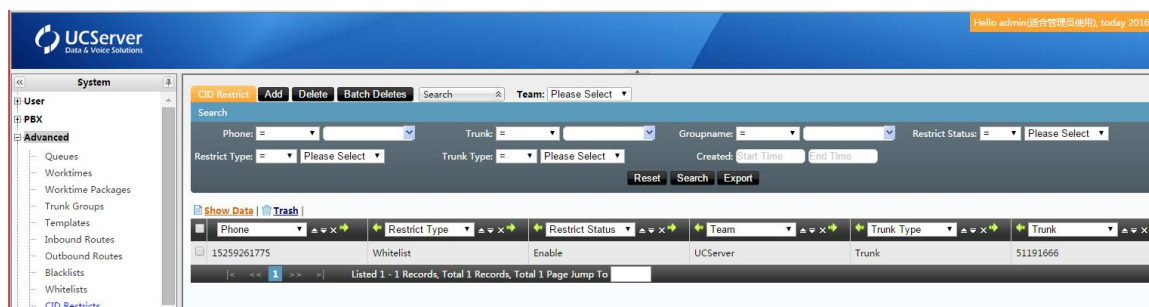 Hello admin(适合管理员使用), today 2016
UCServer
Data & Voice Solutions
<< System
User
PBX
Advanced
Queues
Worktimes
Worktime Packages
Trunk Groups
Templates
Inbound Routes
Outbound Routes
Blacklists
Whitelists
CID Restricts
CID Restrict Add Delete Batch Deletes Search Team: Please Select
Search
Phone: = Trunk: = Groupname: = Restrict Status: = Please Select
Restrict Type: = Please Select Trunk Type: = Please Select Created: Start Time End Time
Reset Search Export
Show Data | Trash |
Phone Restrict Type Restrict Status Team Trunk Type Trunk
15259261775 Whitelist Enable UCServer Trunk 51191666
|< << 1 >> >| Listed 1 - 1 Records, Total 1 Records, Total 1 Page Jump To